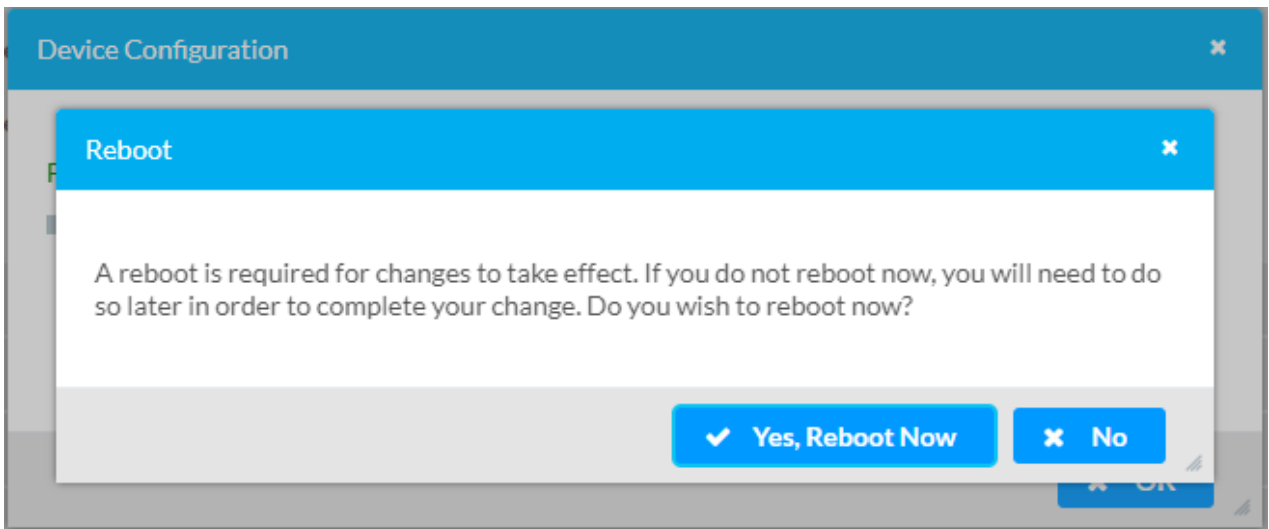 Device Configuration
Reboot
A reboot is required for changes to take effect. If you do not reboot now, you will need to do
so later in order to complete your change. Do you wish to reboot now?
Yes, Reboot Now
No